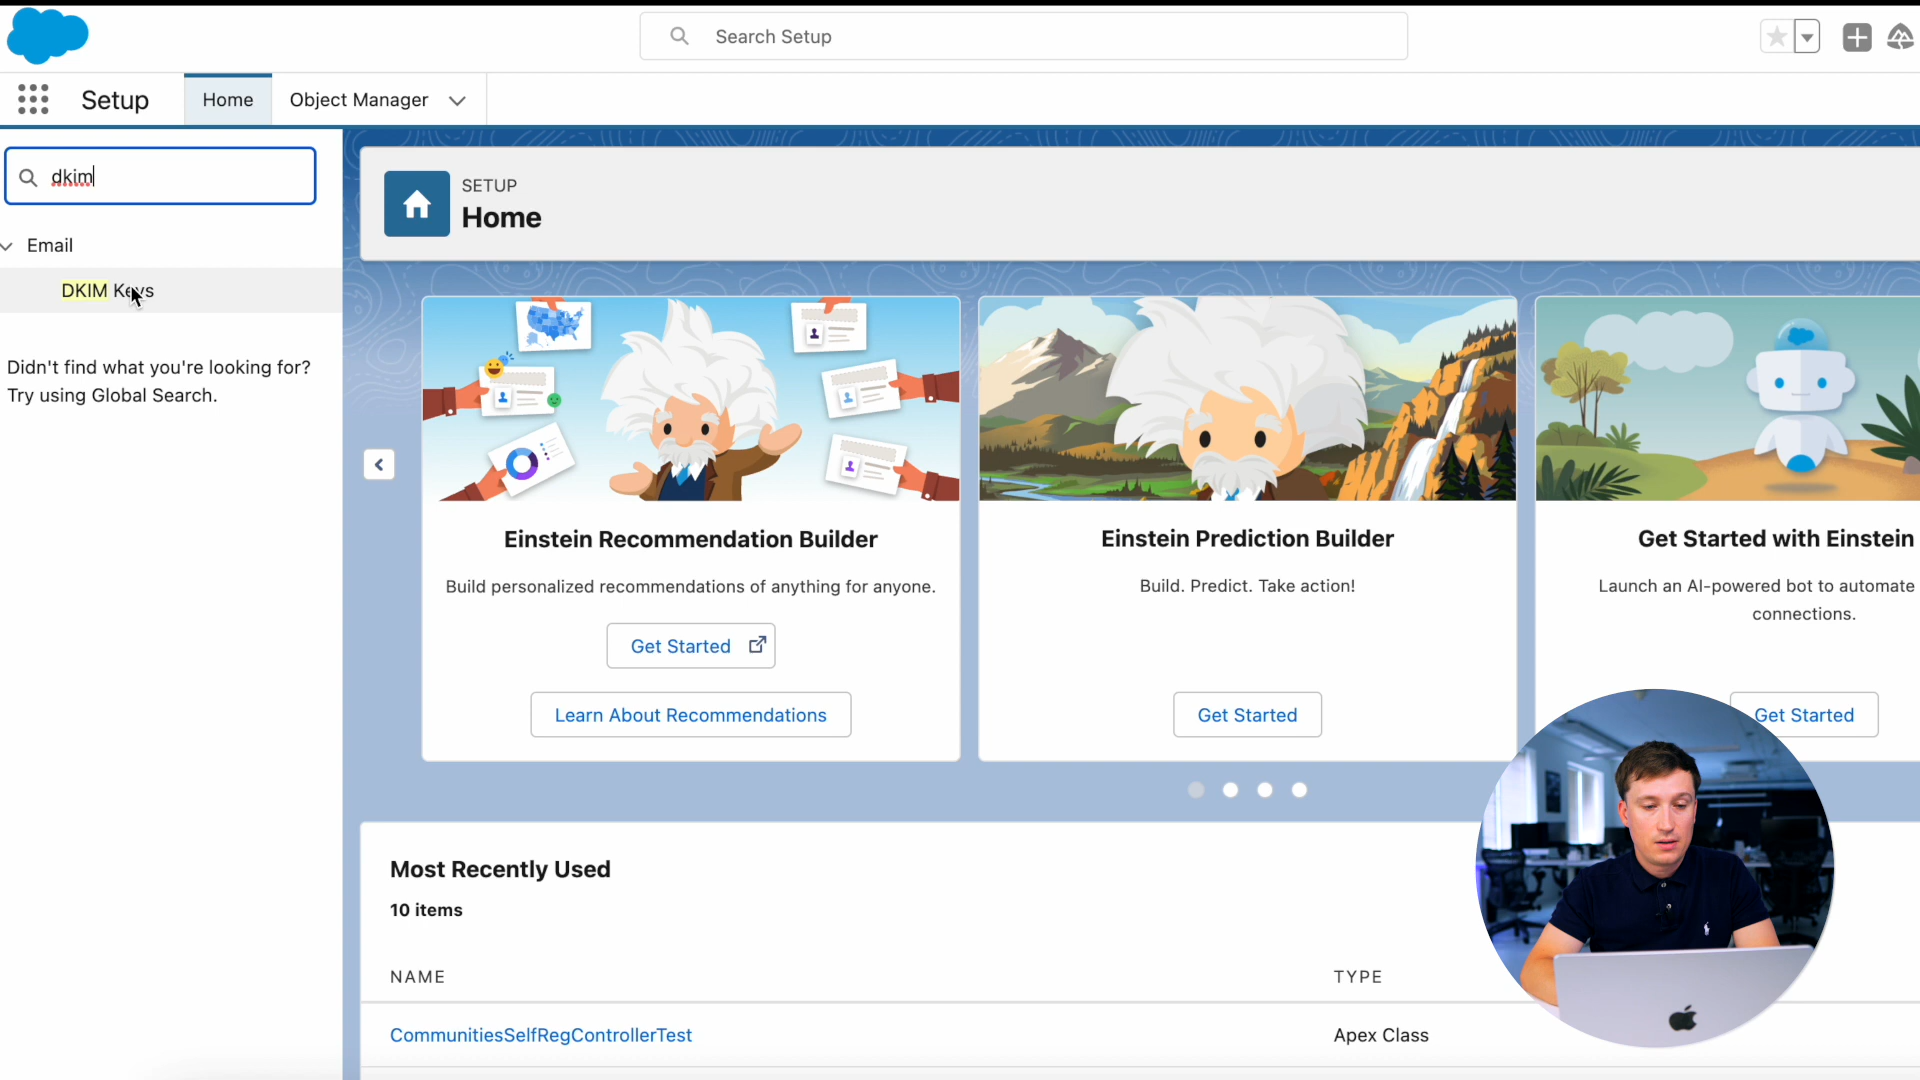 Search Setup
Setup
Home
Object Manager
dkim
Email
DKIM Keys
Didn't find what you're looking for?
Try using Global Search.
SETUP
Home
Einstein Recommendation Builder
Build personalized recommendations of anything for anyone.
Get Started
Learn About Recommendations
Einstein Prediction Builder
Build. Predict. Take action!
Get Started
Get Started with Einstein
Launch an AI-powered bot to automate
connections.
Get Started
Most Recently Used
10 items
NAME
TYPE
CommunitiesSelfRegControllerTest
Apex Class